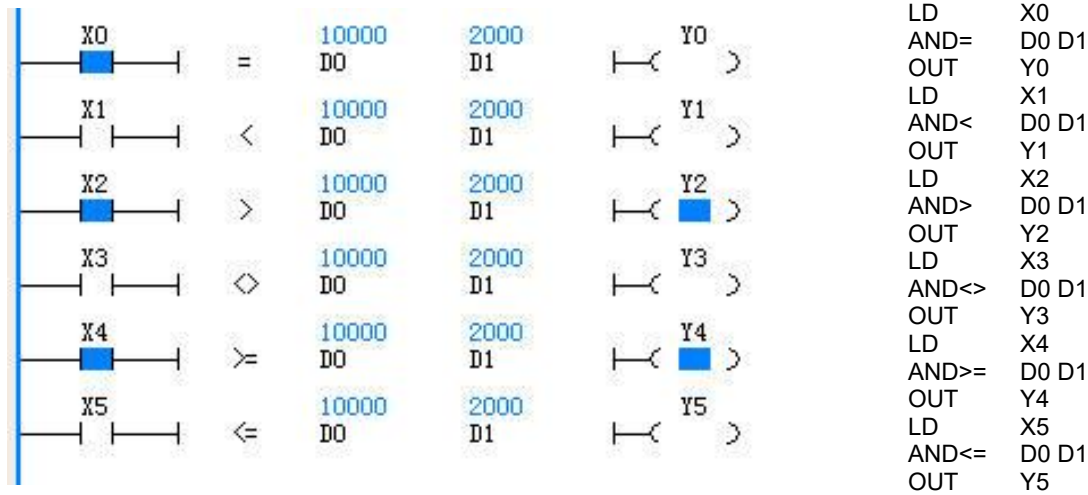 X0 10000 2000 Y0
= D0 D1
X1 10000 2000 Y1
< D0 D1
X2 10000 2000 Y2
> D0 D1
X3 10000 2000 Y3
<> D0 D1
X4 10000 2000 Y4
>= D0 D1
X5 10000 2000 Y5
<= D0 D1
LD X0
AND= D0 D1
OUT Y0
LD X1
AND< D0 D1
OUT Y1
LD X2
AND> D0 D1
OUT Y2
LD X3
AND<> D0 D1
OUT Y3
LD X4
AND>= D0 D1
OUT Y4
LD X5
AND<= D0 D1
OUT Y5